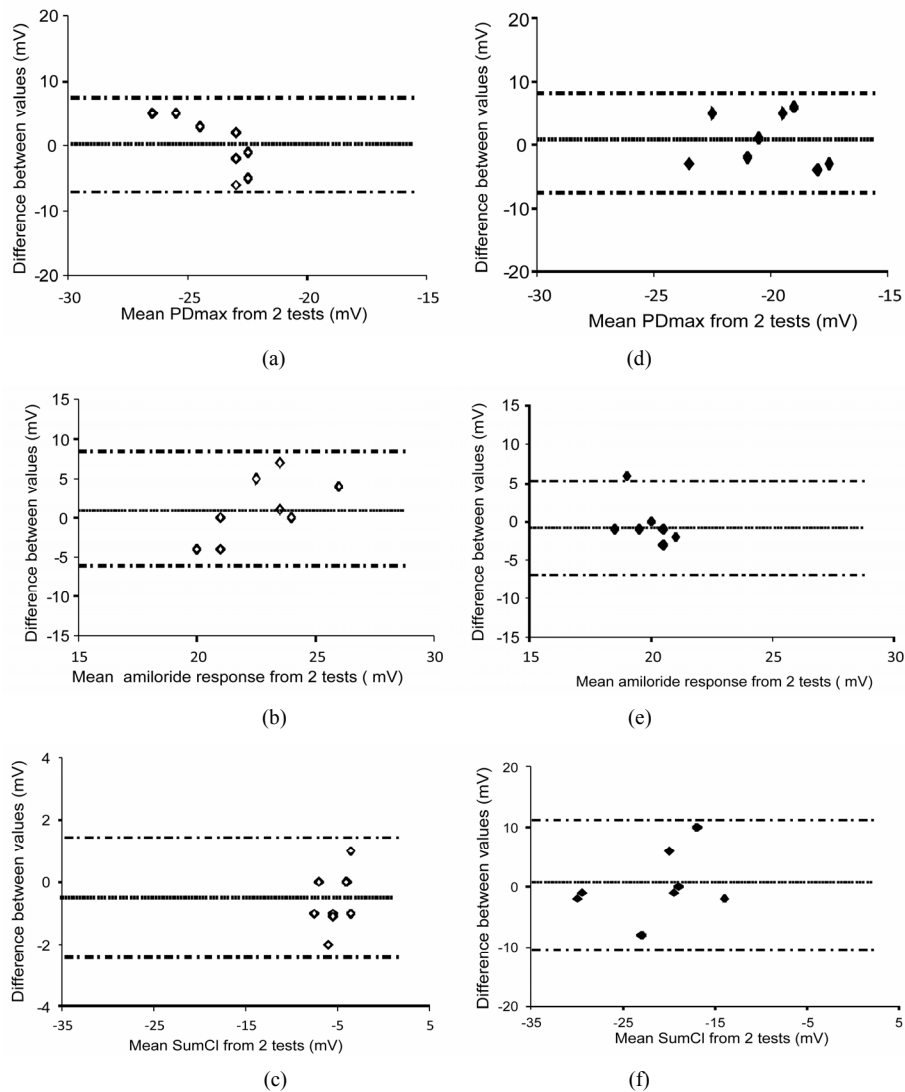 20
10
0
-10
-20
-30 -25 -20 -15
Difference between values (mV)
Mean PDmax from 2 tests (mV)
(a)
20
10
0
-10
-20
-30 -25 -20 -15
Difference between values (mV)
Mean PDmax from 2 tests (mV)
(d)
15
10
5
0
-5
-10
-15
15 20 25 30
Difference between values (mV)
Mean amiloride response from 2 tests ( mV)
(b)
15
10
5
0
-5
-10
-15
15 20 25 30
Difference between values (mV)
Mean amiloride response from 2 tests (mV)
(e)
4
2
0
-2
-4
-35 -25 -15 -5 5
Difference between values (mV)
Mean SumCl from 2 tests (mV)
(c)
20
10
0
-10
-20
-35 -25 -15 -5 5
Difference between values (mV)
Mean SumCl from 2 tests (mV)
(f)